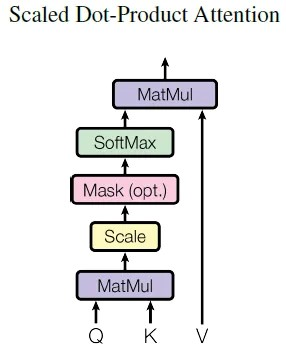 Scaled Dot-Product Attention
MatMul
SoftMax
Mask (opt.)
Scale
MatMul
Q K V